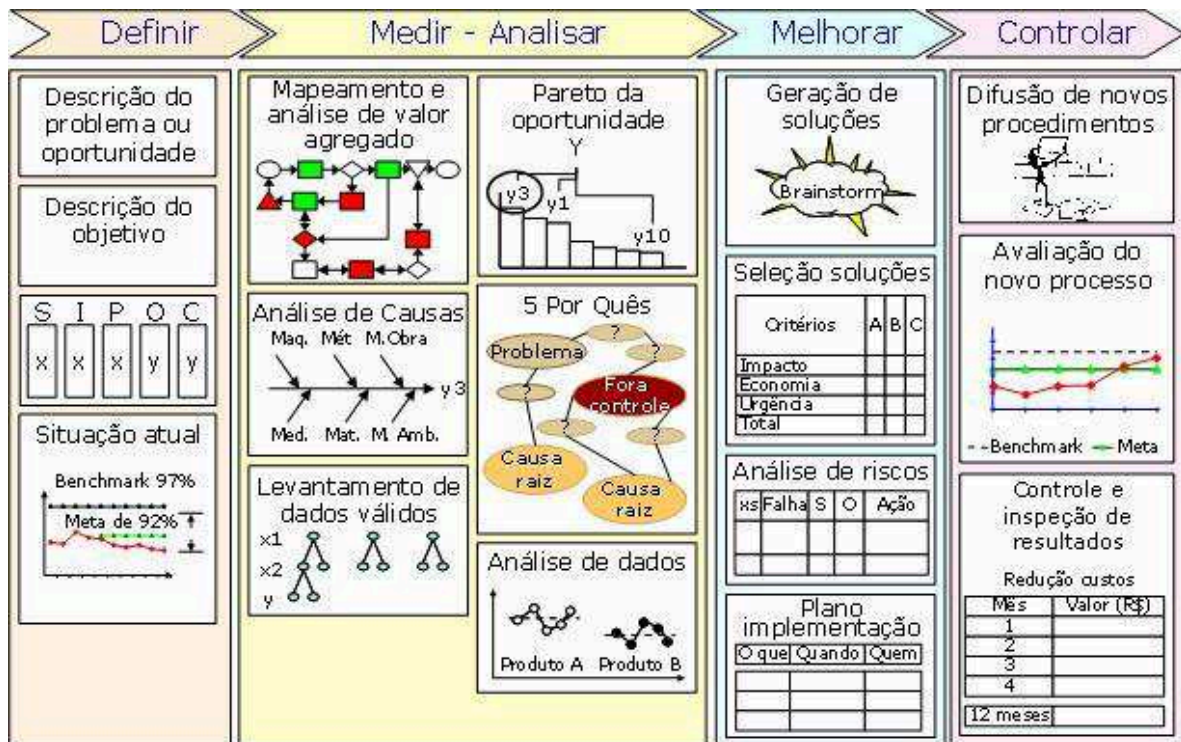 Definir
Medir - Analisar
Melhorar
Controlar
Descrição do
problema ou
oportunidade
Descrição do
objetivo
S I P O C
x x x y y
Situação atual
Benchmark 97%
Meta de 92%
Mapeamento e
análise de valor
agregado
Análise de Causas
Maq. Mét M.Obra
y 3
Med. Mat. M. Amb.
Levantamento de
dados válidos
x1
x2
y
Pareto da
oportunidade
Y
y3
y1
y10
5 Por Quês
?
Problema
?
?
Fora
controle
?
?
Causa
raiz
Causa
raiz
Análise de dados
Produto A Produto B
Geração de
soluções
Brainstorm
Seleção soluções
Critérios A B C
Impacto
Economia
Urgência
Total
Análise de riscos
xs Falha S O Ação
Plano
implementação
O que Quando Quem
Difusão de novos
procedimentos
Avaliação do
novo processo
Benchmark Meta
Controle e
inspeção de
resultados
Redução custos
Mês Valor (R$)
1
2
3
4
12 meses